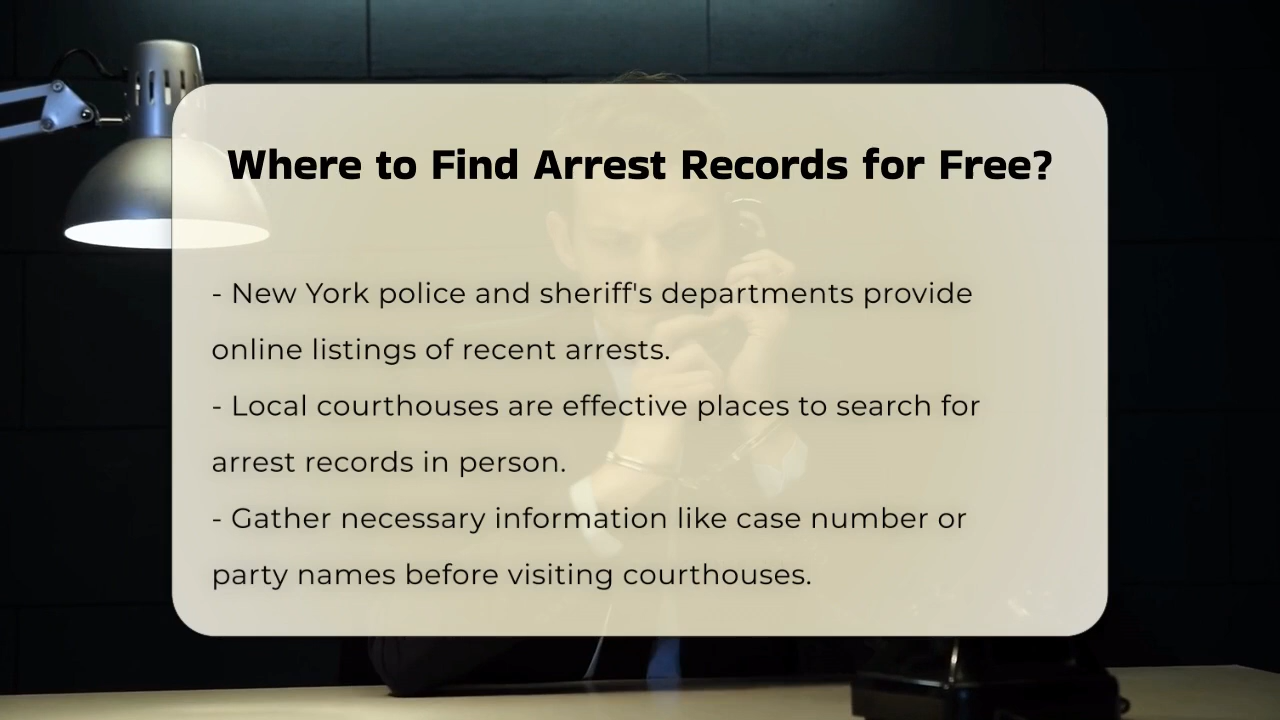 Where to Find Arrest Records for Free?
- New York police and sheriff's departments provide
online listings of recent arrests.
- Local courthouses are effective places to search for
arrest records in person.
- Gather necessary information like case number or
party names before visiting courthouses.